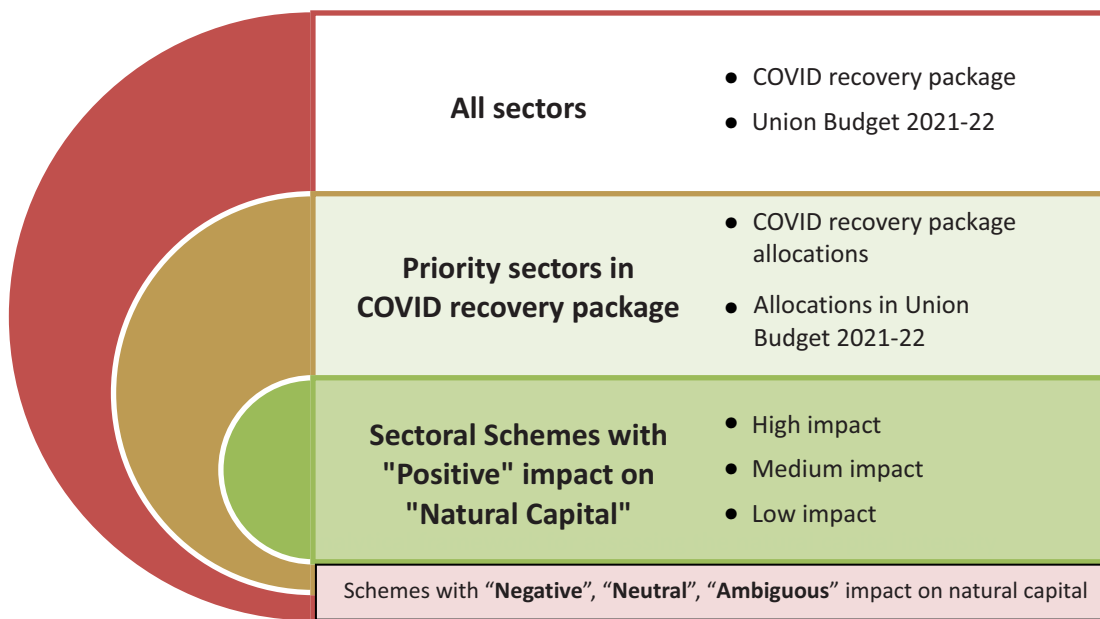 All sectors
● COVID recovery package
● Union Budget 2021-22
Priority sectors in
COVID recovery package
● COVID recovery package
allocations
● Allocations in Union
Budget 2021-22
Sectoral Schemes with
"Positive" impact on
"Natural Capital"
● High impact
● Medium impact
● Low impact
Schemes with “Negative”, “Neutral”, “Ambiguous” impact on natural capital